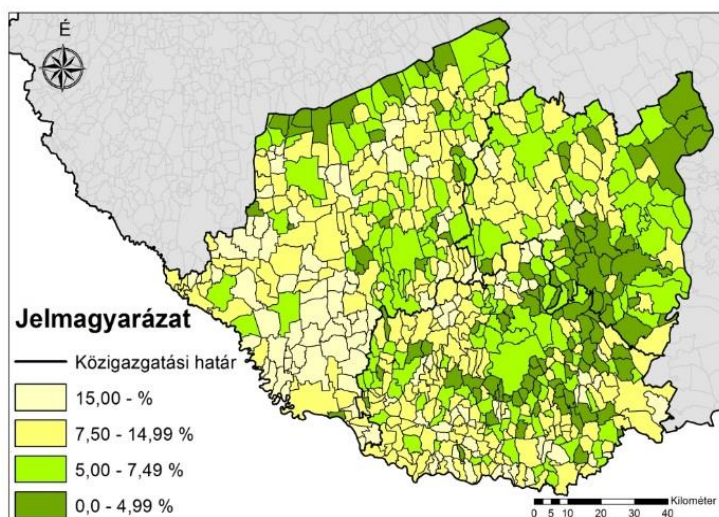 É
Jelmagyarázat
Közigazgatási határ
15,00 - %
7,50 - 14,99 %
5,00 - 7,49 %
0,0 - 4,99 %
Kilométer
0 5 10 20 30 40